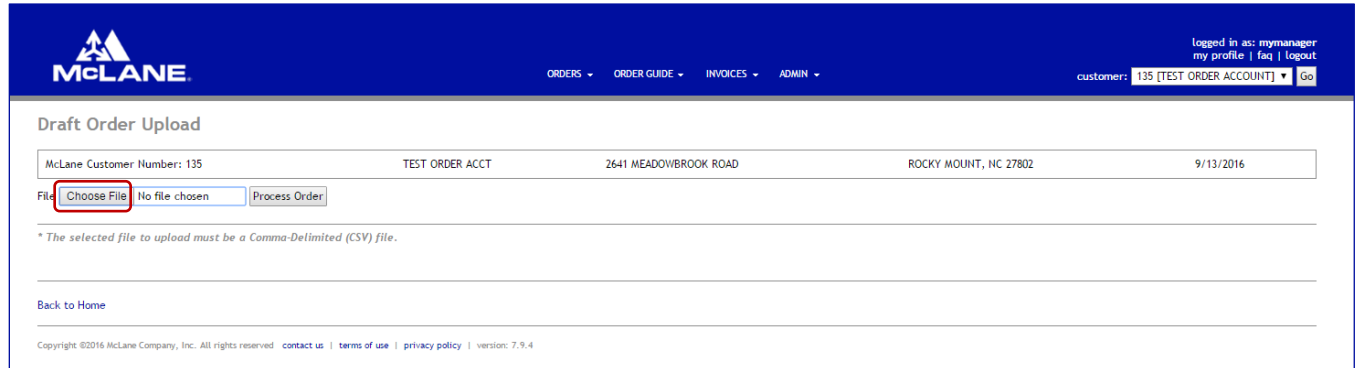 McLANE
logged in as: mymanager
my profile | faq | logout
ORDERS ORDER GUIDE INVOICES ADMIN
customer: 135 [TEST ORDER ACCOUNT] Go
Draft Order Upload
McLane Customer Number: 135 TEST ORDER ACCT 2641 MEADOWBROOK ROAD ROCKY MOUNT, NC 27802 9/13/2016
File Choose File No file chosen Process Order
* The selected file to upload must be a Comma-Delimited (CSV) file.
Back to Home
Copyright ©2016 McLane Company, Inc. All rights reserved contact us | terms of use | privacy policy | version: 7.9.4